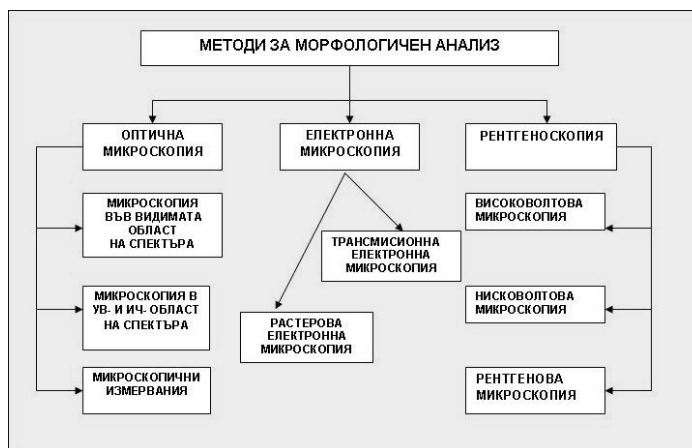 МЕТОДИ ЗА МОРФОЛОГИЧЕН АНАЛИЗ
ОПТИЧНА
МИКРОСКОПИЯ
ЕЛЕКТРОННА
МИКРОСКОПИЯ
РЕНТГЕНОСКОПИЯ
МИКРОСКОПИЯ
ВЪВ ВИДИМАТА
ОБЛАСТ
НА СПЕКТЪРА
МИКРОСКОПИЯ В
УВ- И ИЧ- ОБЛАСТ
НА СПЕКТЪРА
МИКРОСКОПИЧНИ
ИЗМЕРВАНИЯ
ТРАНСМИСИОННА
ЕЛЕКТРОННА
МИКРОСКОПИЯ
РАСТЕРОВА
ЕЛЕКТРОННА
МИКРОСКОПИЯ
ВИСОКОВОЛТОВА
МИКРОСКОПИЯ
НИСКОВОЛТОВА
МИКРОСКОПИЯ
РЕНТГЕНОВА
МИКРОСКОПИЯ